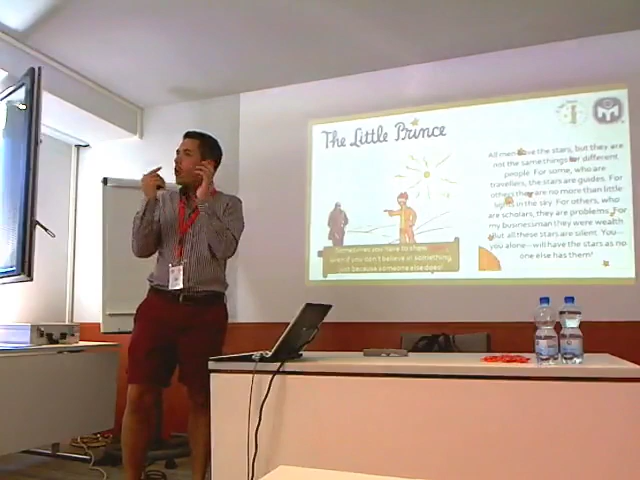 The Little Prince
All men have the stars, but they are
not the same things for different
people. For some, who are
travellers, the stars are guides. For
others they are no more than little
lights in the sky. For others, who
are scholars, they are problems. For
my businessman they were wealth.
But all these stars are silent. You—
you alone—will have the stars as no
one else has them!
Sometimes you have to show
even if you don't believe in something,
just because someone else does!